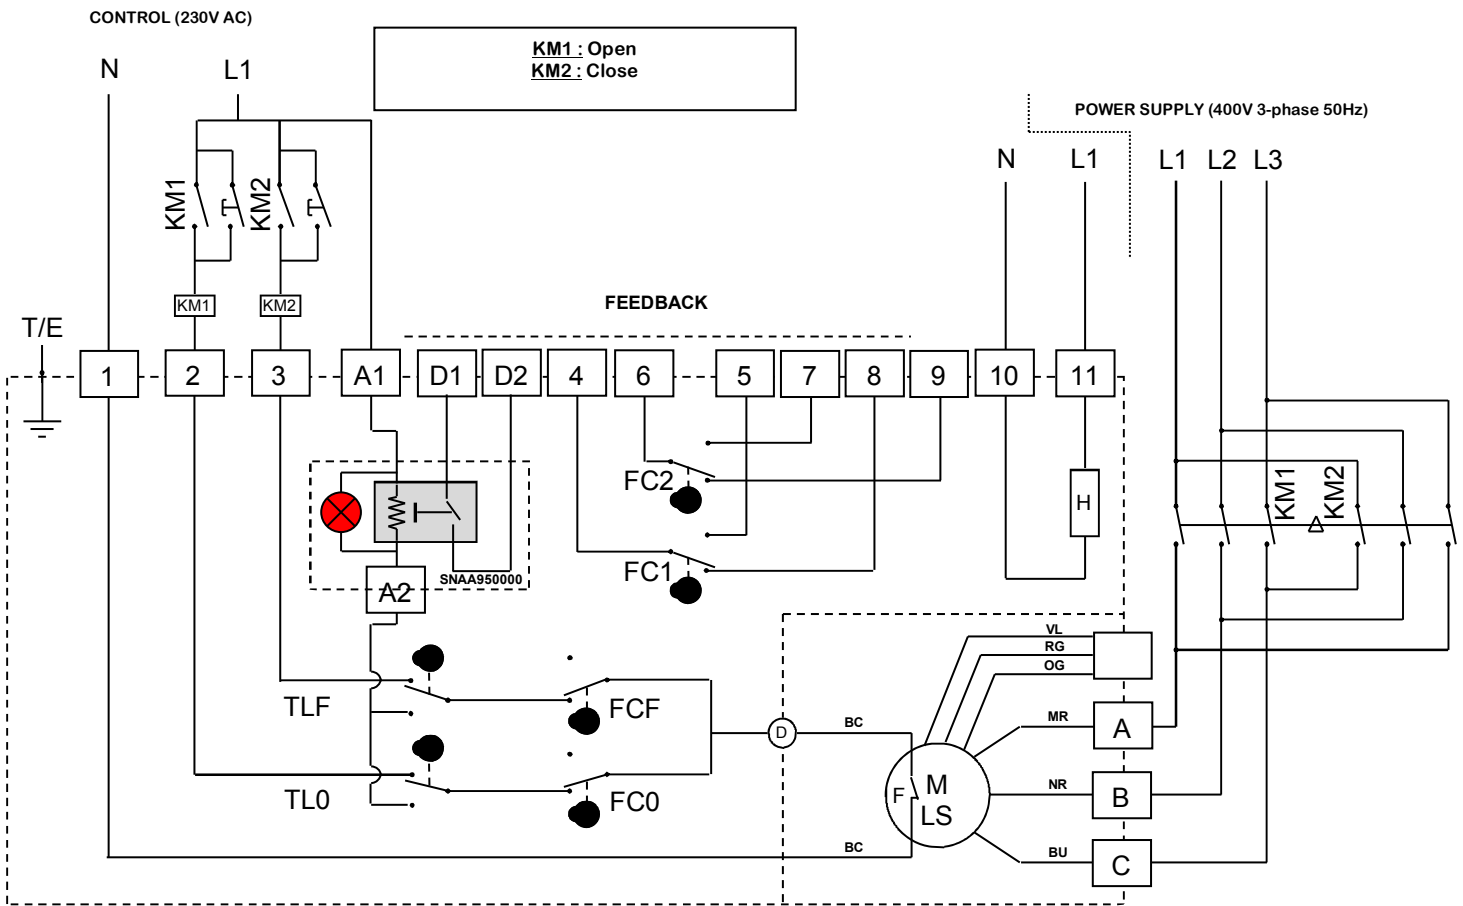 CONTROL (230V AC)
KM1 : Open
KM2 : Close
N L1
POWER SUPPLY (400V 3-phase 50Hz)
N L1 L1 L2 L3
KM1 KM2
KM1 KM2
FEEDBACK
T/E
1 2 3 A1 D1 D2 4 6 5 7 8 9 10 11
FC2
H
KM1 KM2
FC1
SNAA950000
A2
VL
RG
OG
TLF FCF
BC MR A
D
F M NR B
LS
TL0 FC0
BC BU C